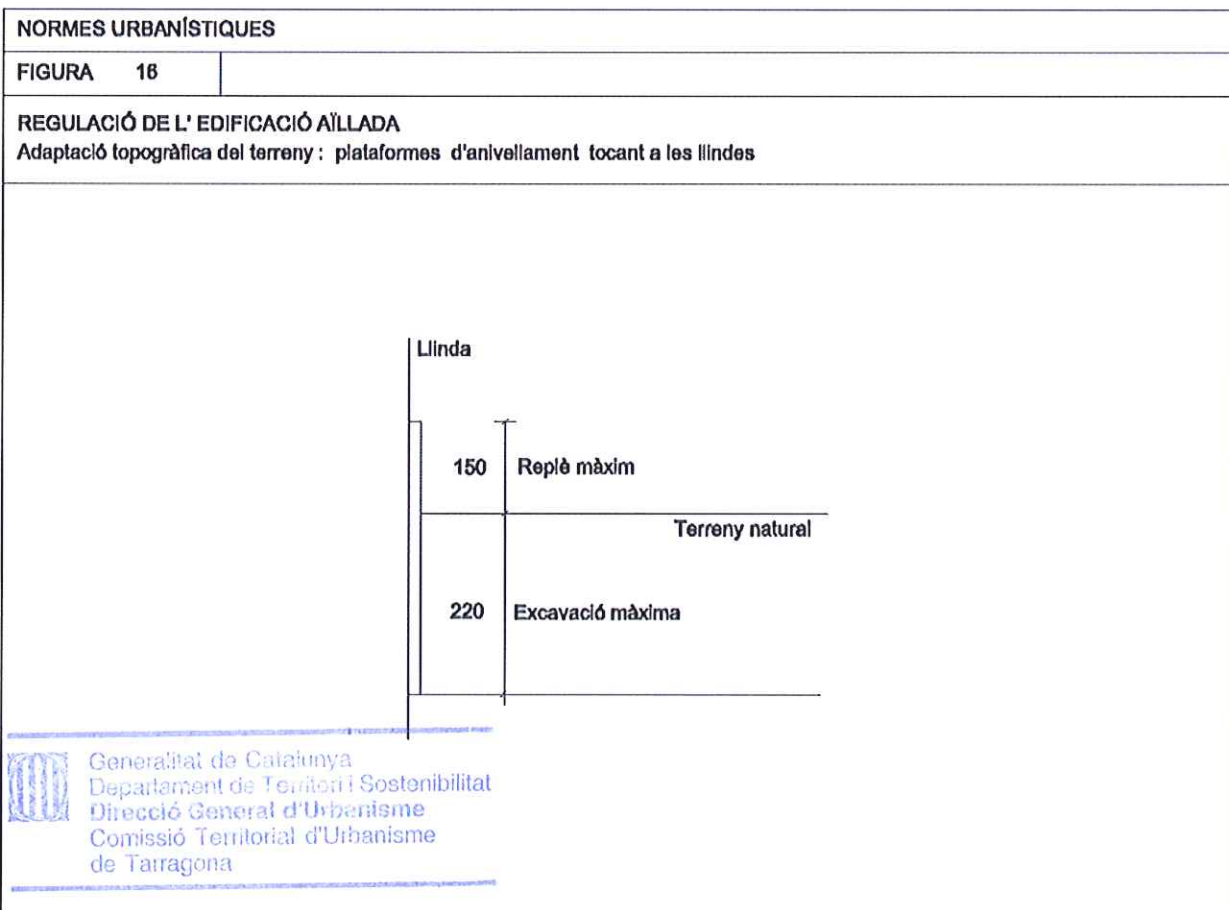 NORMES URBANÍSTIQUES
FIGURA 16
REGULACIÓ DE L' EDIFICACIÓ AÏLLADA
Adaptació topogràfica del terreny : plataformes d'anivellament tocant a les llindes
Llinda
150 Replè màxim
Terreny natural
220 Excavació màxima
Generalitat de Catalunya
Departament de Territori i Sostenibilitat
Direcció General d'Urbanisme
Comissió Territorial d'Urbanisme
de Tarragona